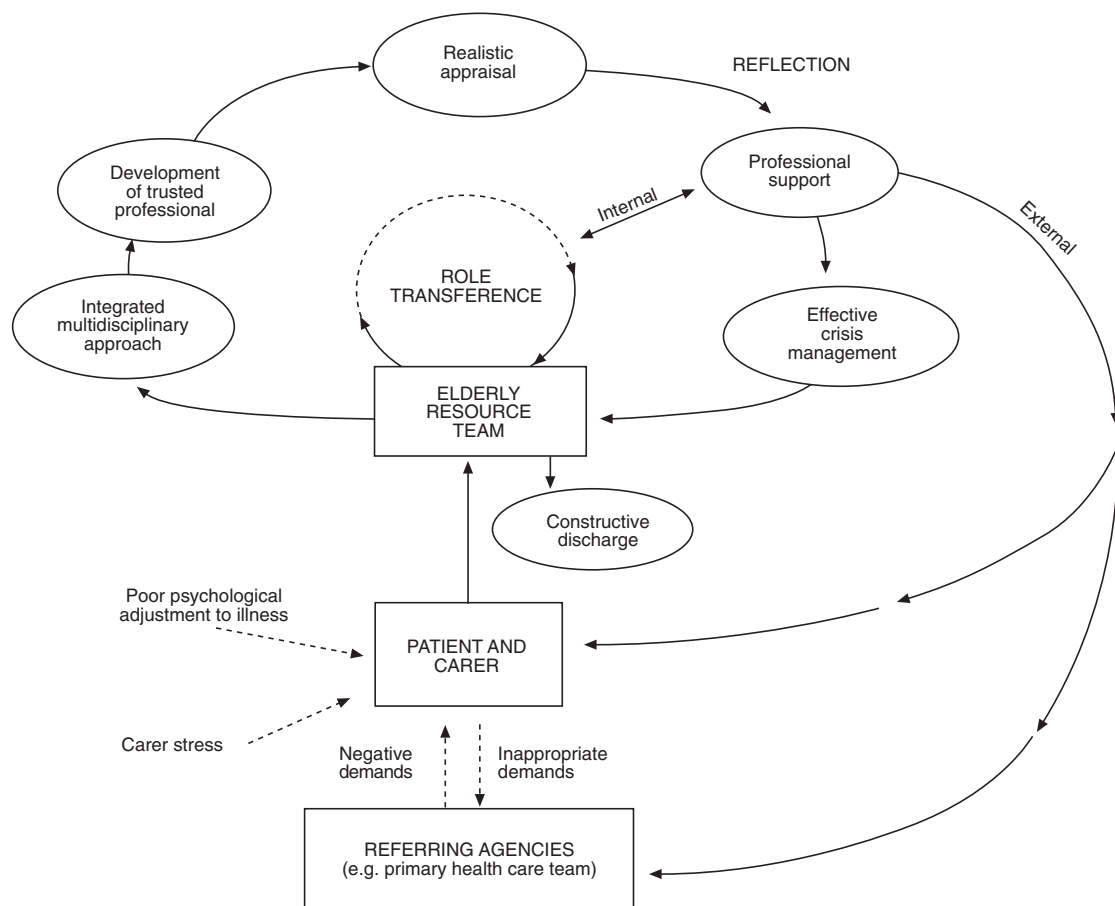 Realistic
appraisal
REFLECTION
Development
of trusted
professional
Professional
support
Internal
External
ROLE
TRANSFERENCE
Integrated
multidisciplinary
approach
Effective
crisis
management
ELDERLY
RESOURCE
TEAM
Constructive
discharge
Poor psychological
adjustment to illness
PATIENT AND
CARER
Carer stress
Negative
demands
Inappropriate
demands
REFERRING AGENCIES
(e.g. primary health care team)